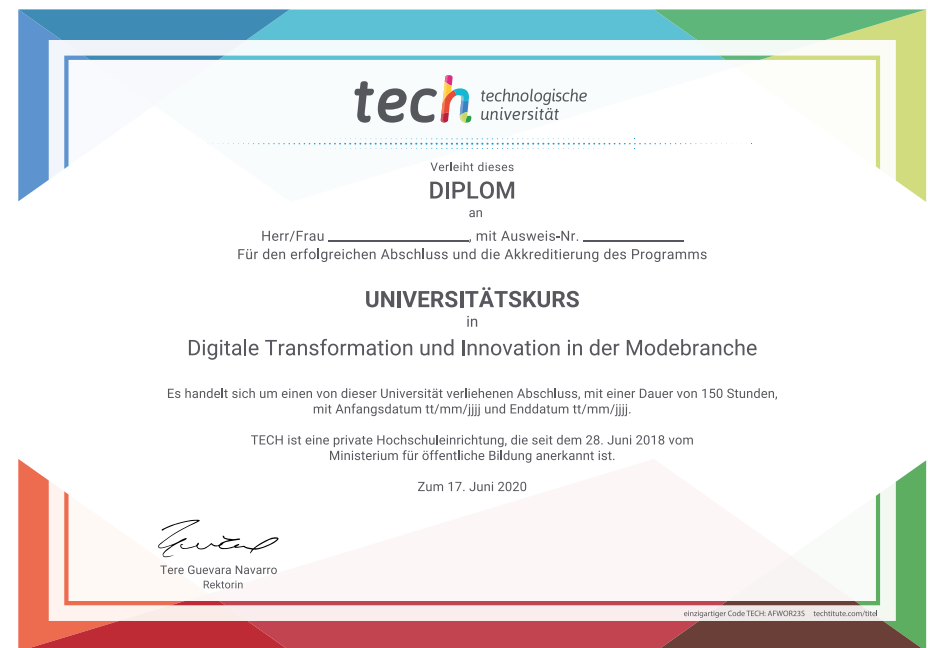 tech technologische
universität
Verleiht dieses
DIPLOM
an
Herr/Frau ____________________, mit Ausweis-Nr. ______________
Für den erfolgreichen Abschluss und die Akkreditierung des Programms
UNIVERSITÄTSKURS
in
Digitale Transformation und Innovation in der Modebranche
Es handelt sich um einen von dieser Universität verliehenen Abschluss, mit einer Dauer von 150 Stunden,
mit Anfangsdatum tt/mm/jjjj und Enddatum tt/mm/jjjj.
TECH ist eine private Hochschuleinrichtung, die seit dem 28. Juni 2018 vom
Ministerium für öffentliche Bildung anerkannt ist.
Zum 17. Juni 2020
Tere Guevara Navarro
Rektorin
einzigartiger Code TECH: AFWOR23S techtitute.com/titel